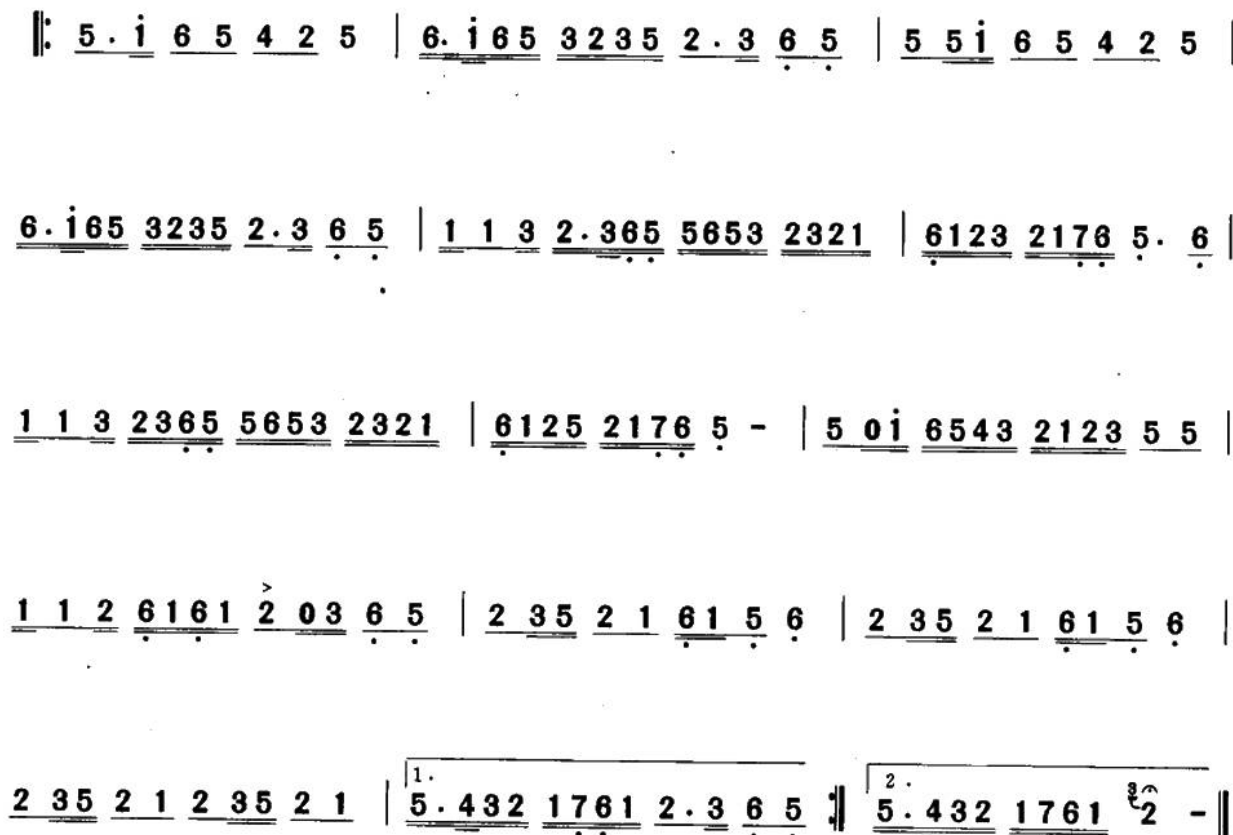 ‖: 5 . i̇ 6 5 4 2 5 | 6. i̇ 6 5 3 2 3 5 2 . 3 6̣ 5̣ | 5 5 i̇ 6 5 4 2 5 |
6 . i̇ 6 5 3 2 3 5 2 . 3 6̣ 5̣ | 1 1 3 2 . 3 6̣ 5̣ 5 6 5 3 2 3 2 1 | 6̣ 1 2 3 2 1 7̣ 6̣ 5̣ . 6̣ |
1 1 3 2 3 6̣ 5̣ 5 6 5 3 2 3 2 1 | 6̣ 1 2 5 2 1 7̣ 6̣ 5̣ - | 5 0 i̇ 6 5 4 3 2 1 2 3 5 5 |
1 1 2 6̣ 1 6̣ 1 >2 0 3 6̣ 5̣ | 2 3 5 2 1 6̣ 1 5̣ 6̣ | 2 3 5 2 1 6̣ 1 5̣ 6̣ |
2 3 5 2 1 2 3 5 2 1 | 1. 5 . 4 3 2 1 7̣ 6̣ 1 2 . 3 6̣ 5̣ :‖ 2. 5 . 4 3 2 1 7 6 1 3 2 - ‖